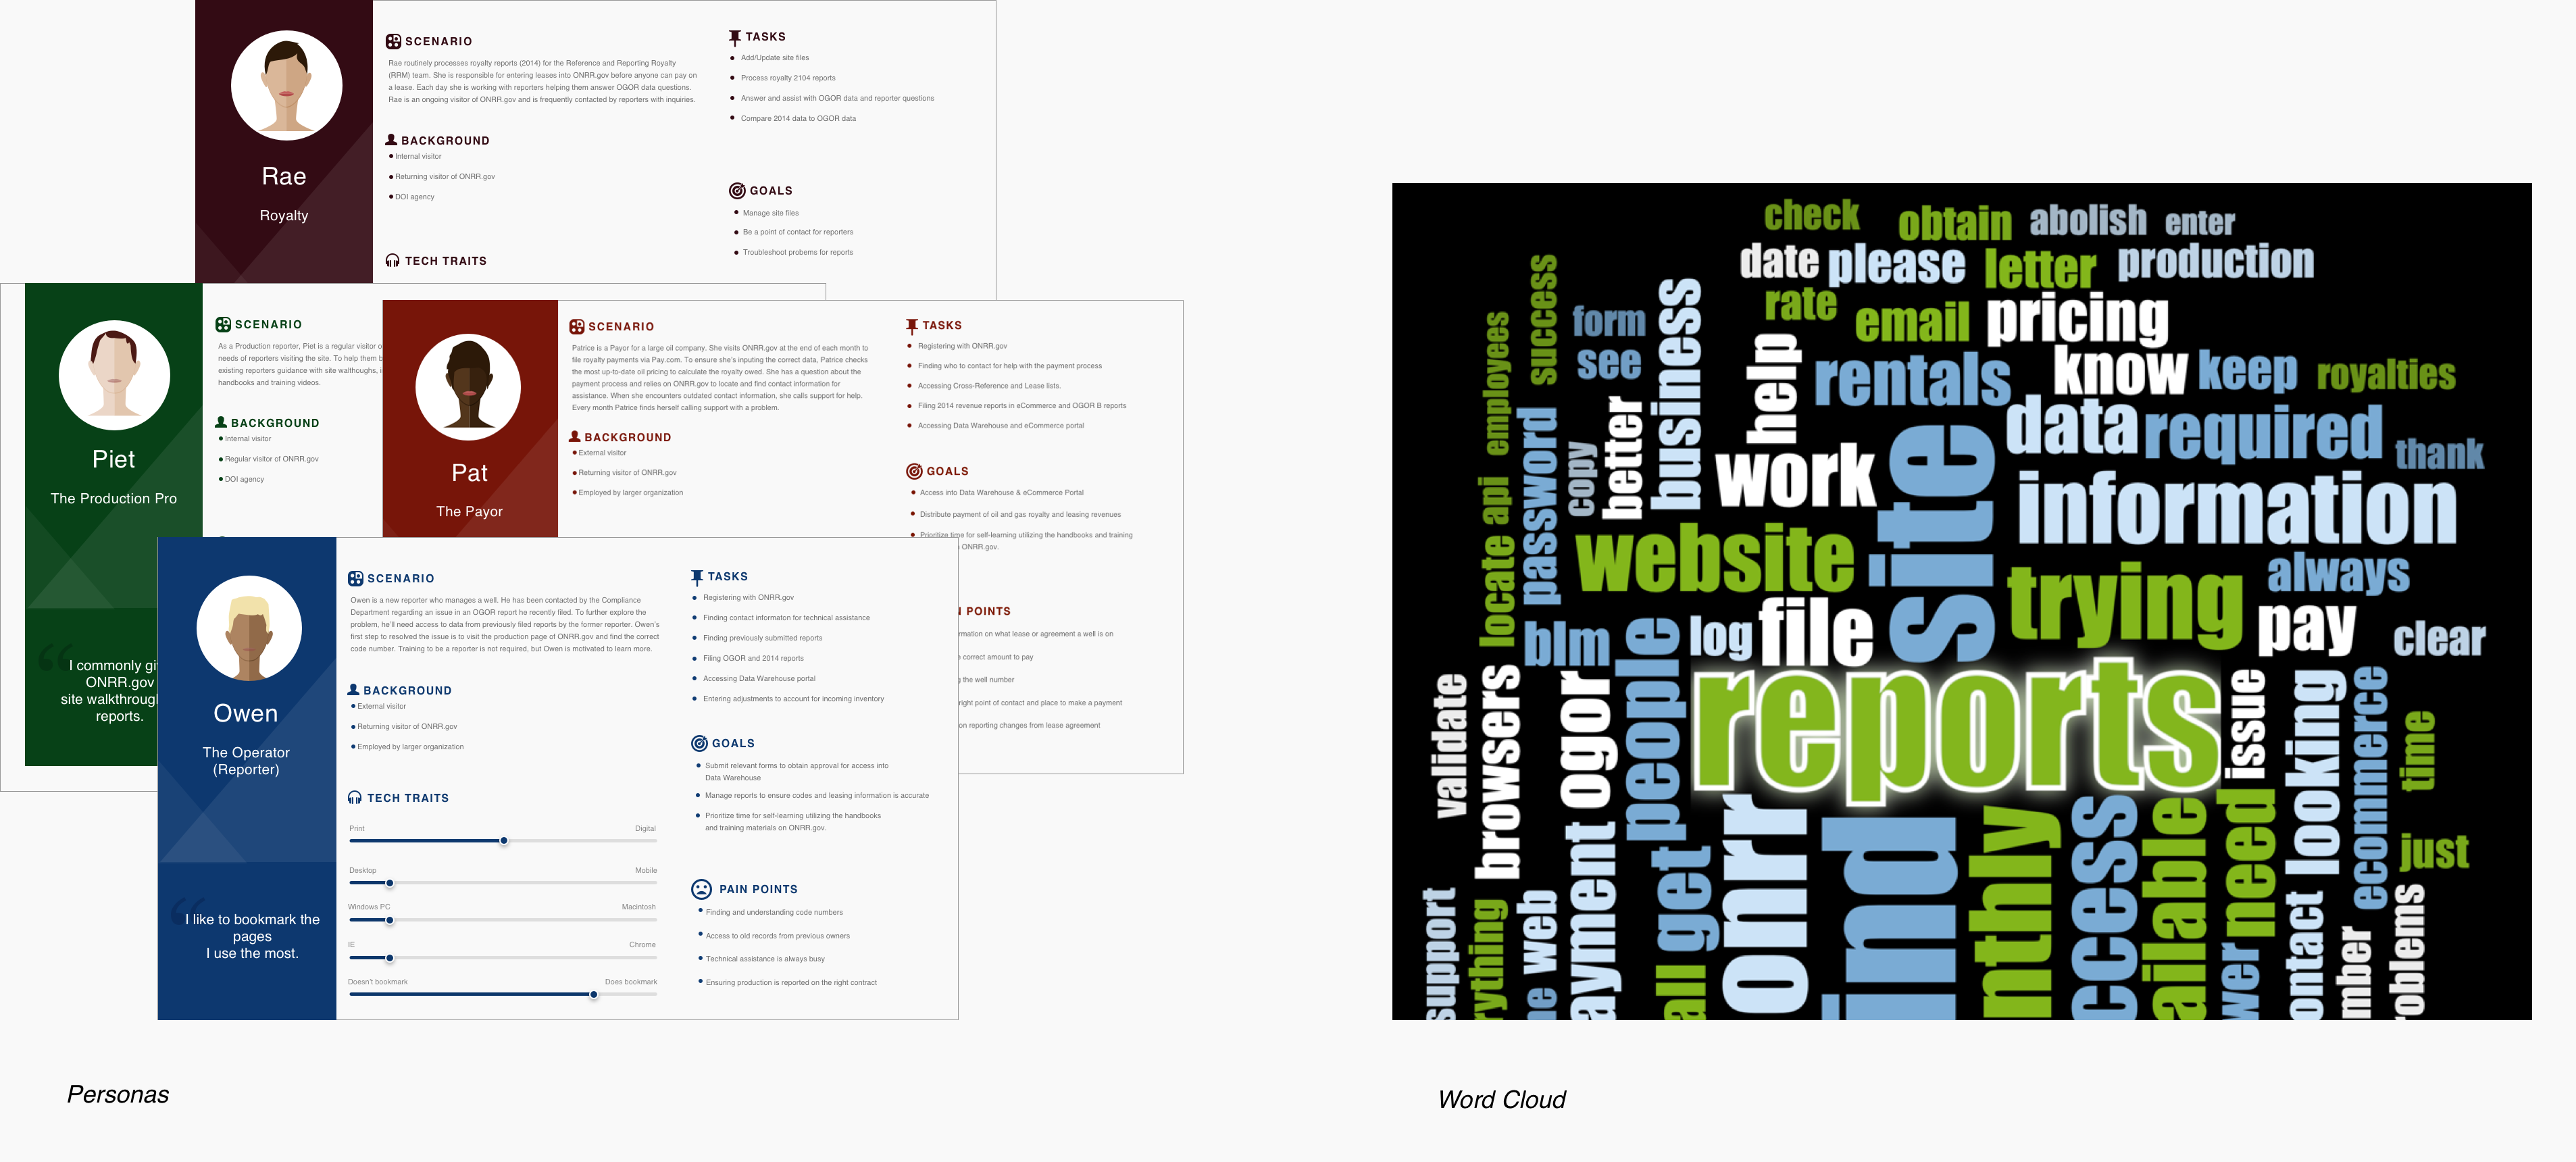 Rae
Royalty
SCENARIO
Rae routinely processes royalty reports (2014) for the Reference and Reporting Royalty
(RRM) team. She is responsible for entering leases into ONRR.gov before anyone can pay on
a lease. Each day she is working with reporters helping them answer OGOR data questions.
Rae is an ongoing visitor of ONRR.gov and is frequently contacted by reporters with inquiries.
BACKGROUND
Internal visitor
Returning visitor of ONRR.gov
DOI agency
TECH TRAITS
TASKS
Add/Update site files
Process royalty 2104 reports
Answer and assist with OGOR data and reporter questions
Compare 2014 data to OGOR data
GOALS
Manage site files
Be a point of contact for reporters
Troubleshoot probems for reports
Piet
The Production Pro
“
I commonly gi
ONRR.gov
site walkthroug
reports.
SCENARIO
As a Production reporter, Piet is a regular visitor o
needs of reporters visiting the site. To help them b
existing reporters guidance with site walthoughs, i
handbooks and training videos.
BACKGROUND
Internal visitor
Regular visitor of ONRR.gov
DOI agency
Pat
The Payor
SCENARIO
Patrice is a Payor for a large oil company. She visits ONRR.gov at the end of each month to
file royalty payments via Pay.com. To ensure she's inputing the correct data, Patrice checks
the most up-to-date oil pricing to calculate the royalty owed. She has a question about the
payment process and relies on ONRR.gov to locate and find contact information for
assistance. When she encounters outdated contact information, she calls support for help.
Every month Patrice finds herself calling support with a problem.
BACKGROUND
External visitor
Returning visitor of ONRR.gov
Employed by larger organization
TASKS
Registering with ONRR.gov
Finding who to contact for help with the payment process
Accessing Cross-Reference and Lease lists.
Filing 2014 revenue reports in eCommerce and OGOR B reports
Accessing Data Warehouse and eCommerce portal
GOALS
Access into Data Warehouse & eCommerce Portal
Distribute payment of oil and gas royalty and leasing revenues
Prioritize time for self-learning utilizing the handbooks and training
ONRR.gov.
N POINTS
rmation on what lease or agreement a well is on
e correct amount to pay
g the well number
right point of contact and place to make a payment
on reporting changes from lease agreement
Owen
The Operator
(Reporter)
“
I like to bookmark the
pages
I use the most.
SCENARIO
Owen is a new reporter who manages a well. He has been contacted by the Compliance
Department regarding an issue in an OGOR report he recently filed. To further explore the
problem, he'll need access to data from previously filed reports by the former reporter. Owen's
first step to resolved the issue is to visit the production page of ONRR.gov and find the correct
code number. Training to be a reporter is not required, but Owen is motivated to learn more.
BACKGROUND
External visitor
Returning visitor of ONRR.gov
Employed by larger organization
TECH TRAITS
Print Digital
Desktop Mobile
Windows PC Macintosh
IE Chrome
Doesn't bookmark Does bookmark
TASKS
Registering with ONRR.gov
Finding contact informaton for technical assistance
Finding previously submitted reports
Filing OGOR and 2014 reports
Accessing Data Warehouse portal
Entering adjustments to account for incoming inventory
GOALS
Submit relevant forms to obtain approval for access into
Data Warehouse
Manage reports to ensure codes and leasing information is accurate
Prioritize time for self-learning utilizing the handbooks
and training materials on ONRR.gov.
PAIN POINTS
Finding and understanding code numbers
Access to old records from previous owners
Technical assistance is always busy
Ensuring production is reported on the right contract
Personas
check obtain abolish enter
date please letter production
rate email pricing
form
see
success
employees
business
help
rentals know keep royalties
data required thank
password
copy
better
work
site
information
locate api
website
trying always
blm
log file
pay clear
people
reports
validate
browsers
ogor
issue
looking
ecommerce
time
just
support
rything
ne web
ayment
all get
onrr
ind
nthly
ccess
ailable
need
wer
ontact
mber
oblems
Word Cloud